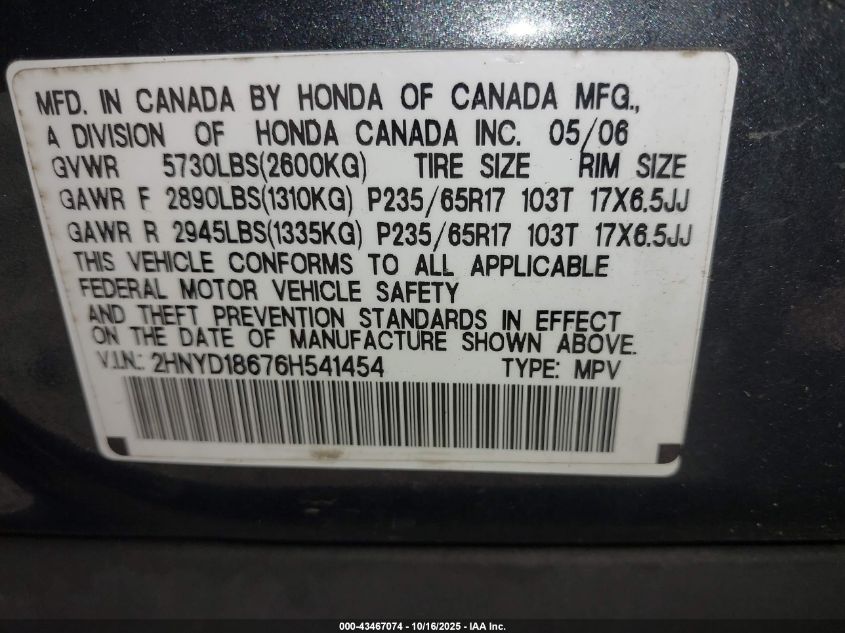 MFD. IN CANADA BY HONDA OF CANADA MFG.,
A DIVISION OF HONDA CANADA INC. 05/06
GVWR 5730LBS(2600KG) TIRE SIZE RIM SIZE
GAWR F 2890LBS(1310KG) P235/65R17 103T 17X6.5JJ
GAWR R 2945LBS(1335KG) P235/65R17 103T 17X6.5JJ
THIS VEHICLE CONFORMS TO ALL APPLICABLE
FEDERAL MOTOR VEHICLE SAFETY
AND THEFT PREVENTION STANDARDS IN EFFECT
ON THE DATE OF MANUFACTURE SHOWN ABOVE.
V.I.N.: 2HNYD18676H541454 TYPE: MPV
000-43467074 - 10/16/2025 - IAA Inc.